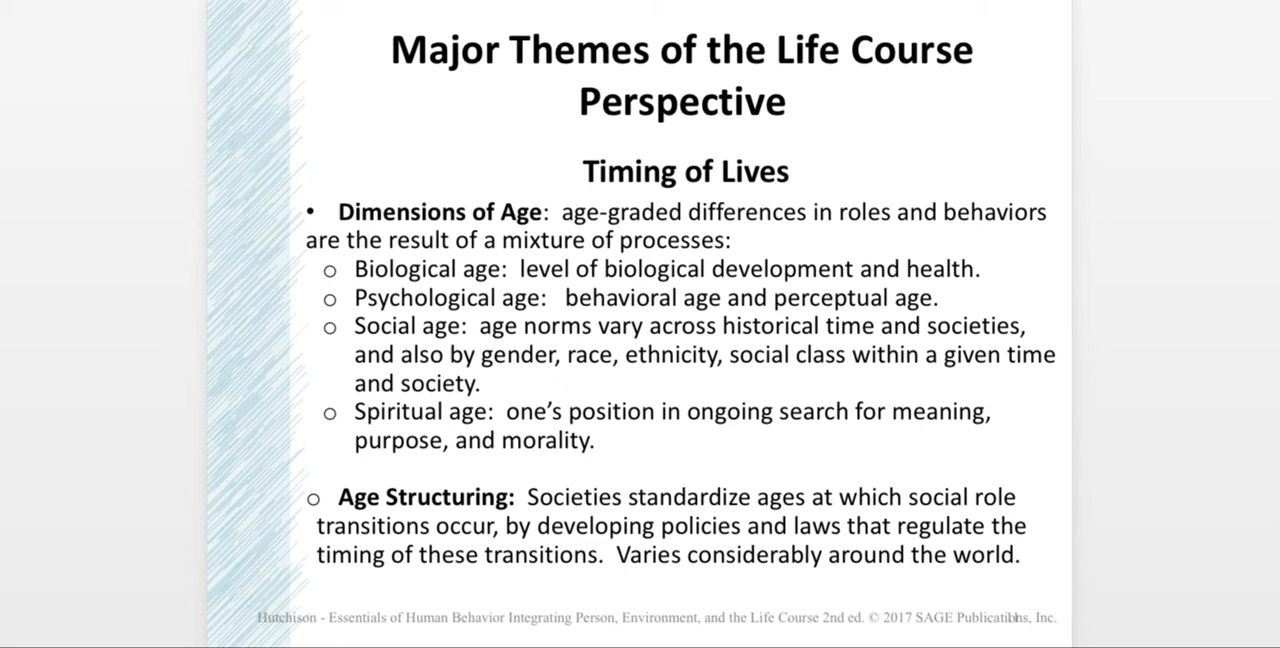 Major Themes of the Life Course
Perspective
Timing of Lives
• Dimensions of Age: age-graded differences in roles and behaviors
are the result of a mixture of processes:
o Biological age: level of biological development and health.
o Psychological age: behavioral age and perceptual age.
o Social age: age norms vary across historical time and societies,
and also by gender, race, ethnicity, social class within a given time
and society.
o Spiritual age: one’s position in ongoing search for meaning,
purpose, and morality.
o Age Structuring: Societies standardize ages at which social role
transitions occur, by developing policies and laws that regulate the
timing of these transitions. Varies considerably around the world.
Hutchison - Essentials of Human Behavior Integrating Person, Environment, and the Life Course 2nd ed. © 2017 SAGE Publications, Inc.